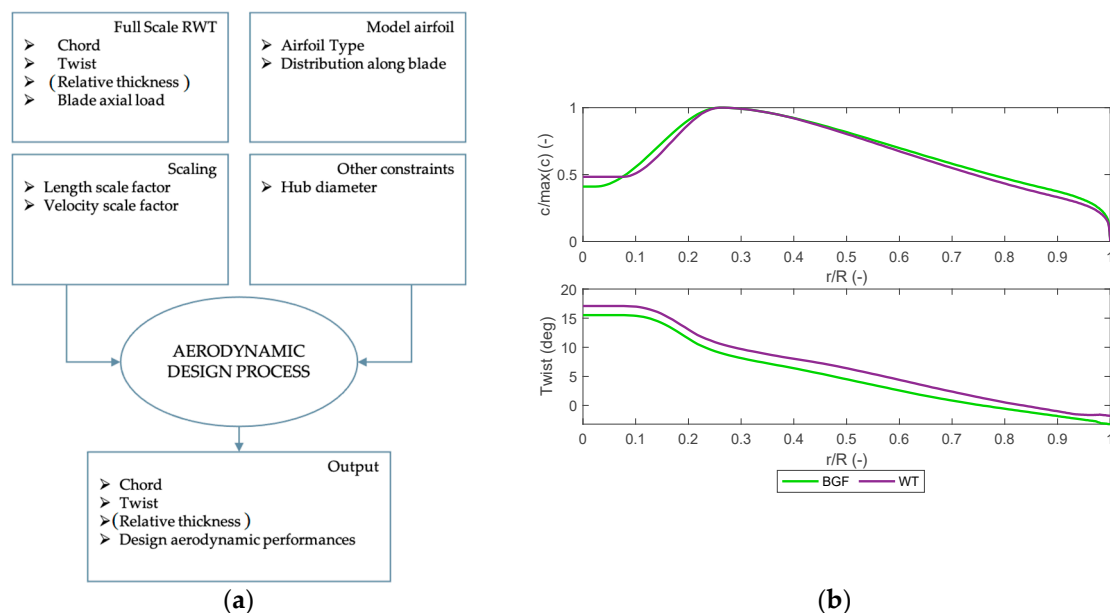 Full Scale RWT
➢ Chord
➢ Twist
➢ (Relative thickness)
➢ Blade axial load
Model airfoil
➢ Airfoil Type
➢ Distribution along blade
Scaling
➢ Length scale factor
➢ Velocity scale factor
Other constraints
➢ Hub diameter
AERODYNAMIC
DESIGN PROCESS
Output
➢ Chord
➢ Twist
➢ (Relative thickness)
➢ Design aerodynamic performances
(a)
c/max(c) (-)
1
0.5
0
0 0.1 0.2 0.3 0.4 0.5 0.6 0.7 0.8 0.9 1
r/R (-)
Twist (deg)
20
15
10
5
0
0 0.1 0.2 0.3 0.4 0.5 0.6 0.7 0.8 0.9 1
r/R (-)
BGF WT
(b)